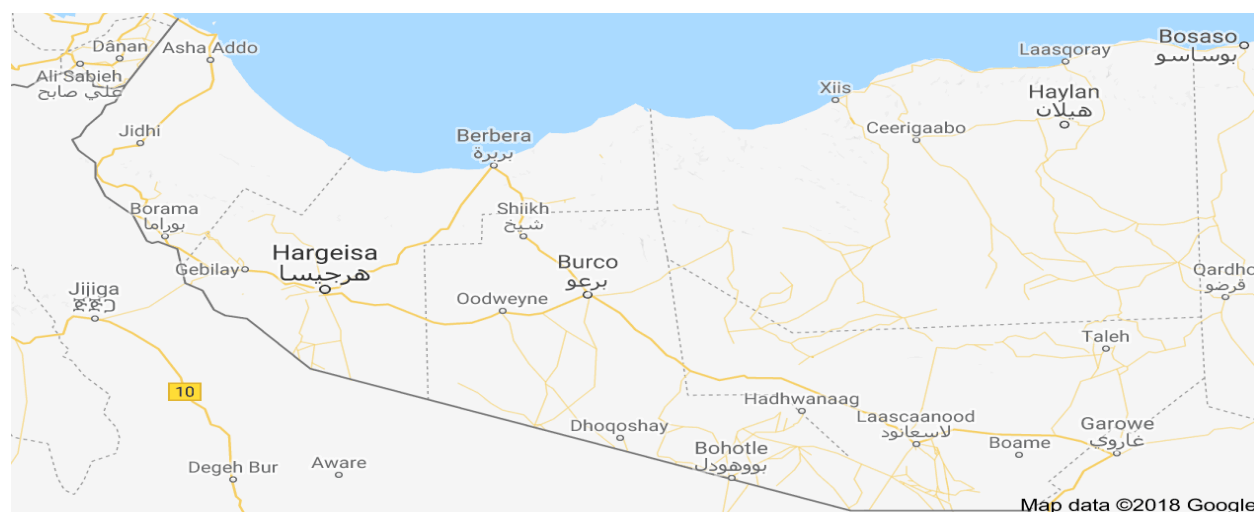 Bosaso
بوساسو
Dânan
Asha Addo
Laasqoray
Ali Sabieh
علي صابح
Xiis
Haylan
هيلان
Jidhi
Berbera
بربرة
Ceerigaabo
Borama
بوراما
Shiikh
شيخ
Hargeisa
هرجيسا
Gebilay
Burco
برعو
Qardho
قرضو
Jijiga
Oodweyne
Taleh
10
Hadhwanaag
Laascaanood
لاسعانود
Dhoqoshay
Garowe
غاروي
Boame
Bohotle
بووهودل
Degeh Bur
Aware
Map data ©2018 Google